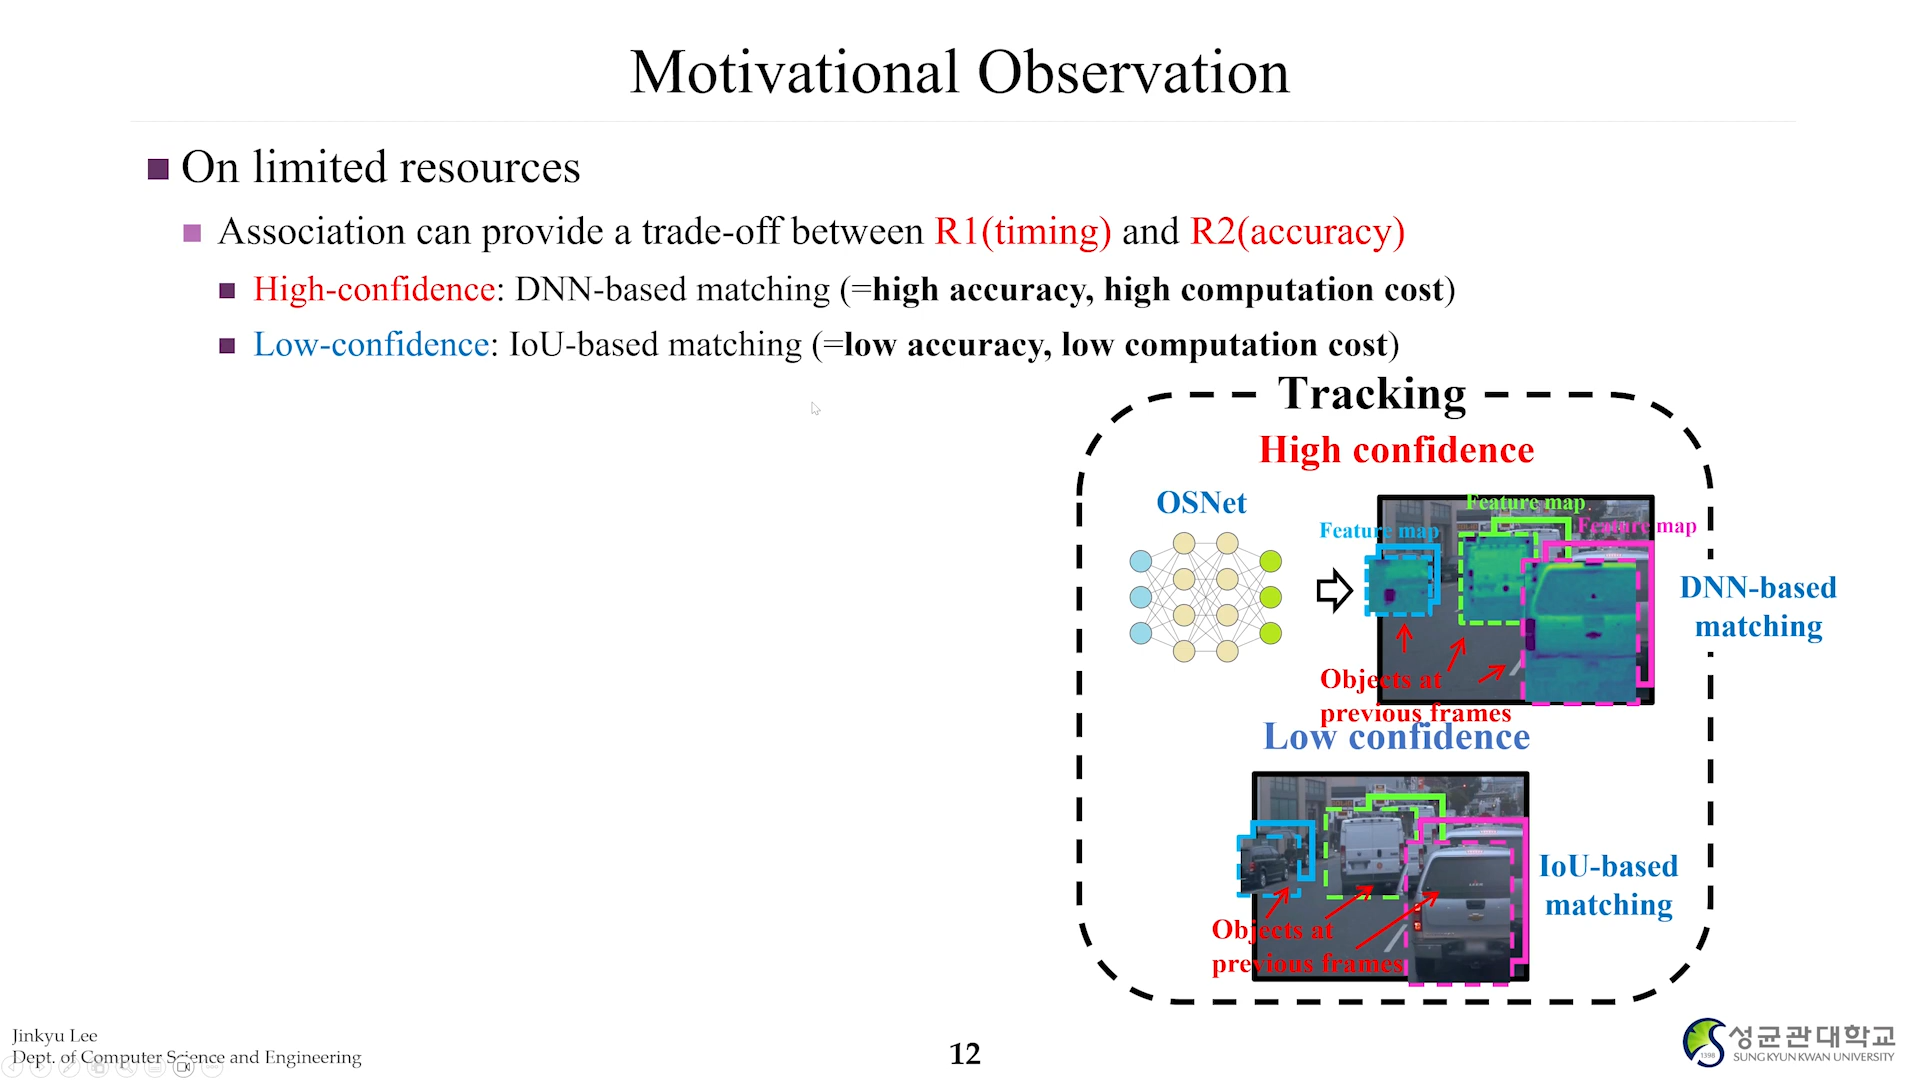 Motivational Observation
On limited resources
Association can provide a trade-off between R1(timing) and R2(accuracy)
High-confidence: DNN-based matching (=high accuracy, high computation cost)
Low-confidence: IoU-based matching (=low accuracy, low computation cost)
Tracking
High confidence
OSNet
Feature map
Feature map
Feature map
DNN-based
matching
Objects at
previous frames
Low confidence
IoU-based
matching
Objects at
previous frames
Jinkyu Lee
Dept. of Computer Science and Engineering
12
1398
성균관대학교
SUNG KYUN KWAN UNIVERSITY